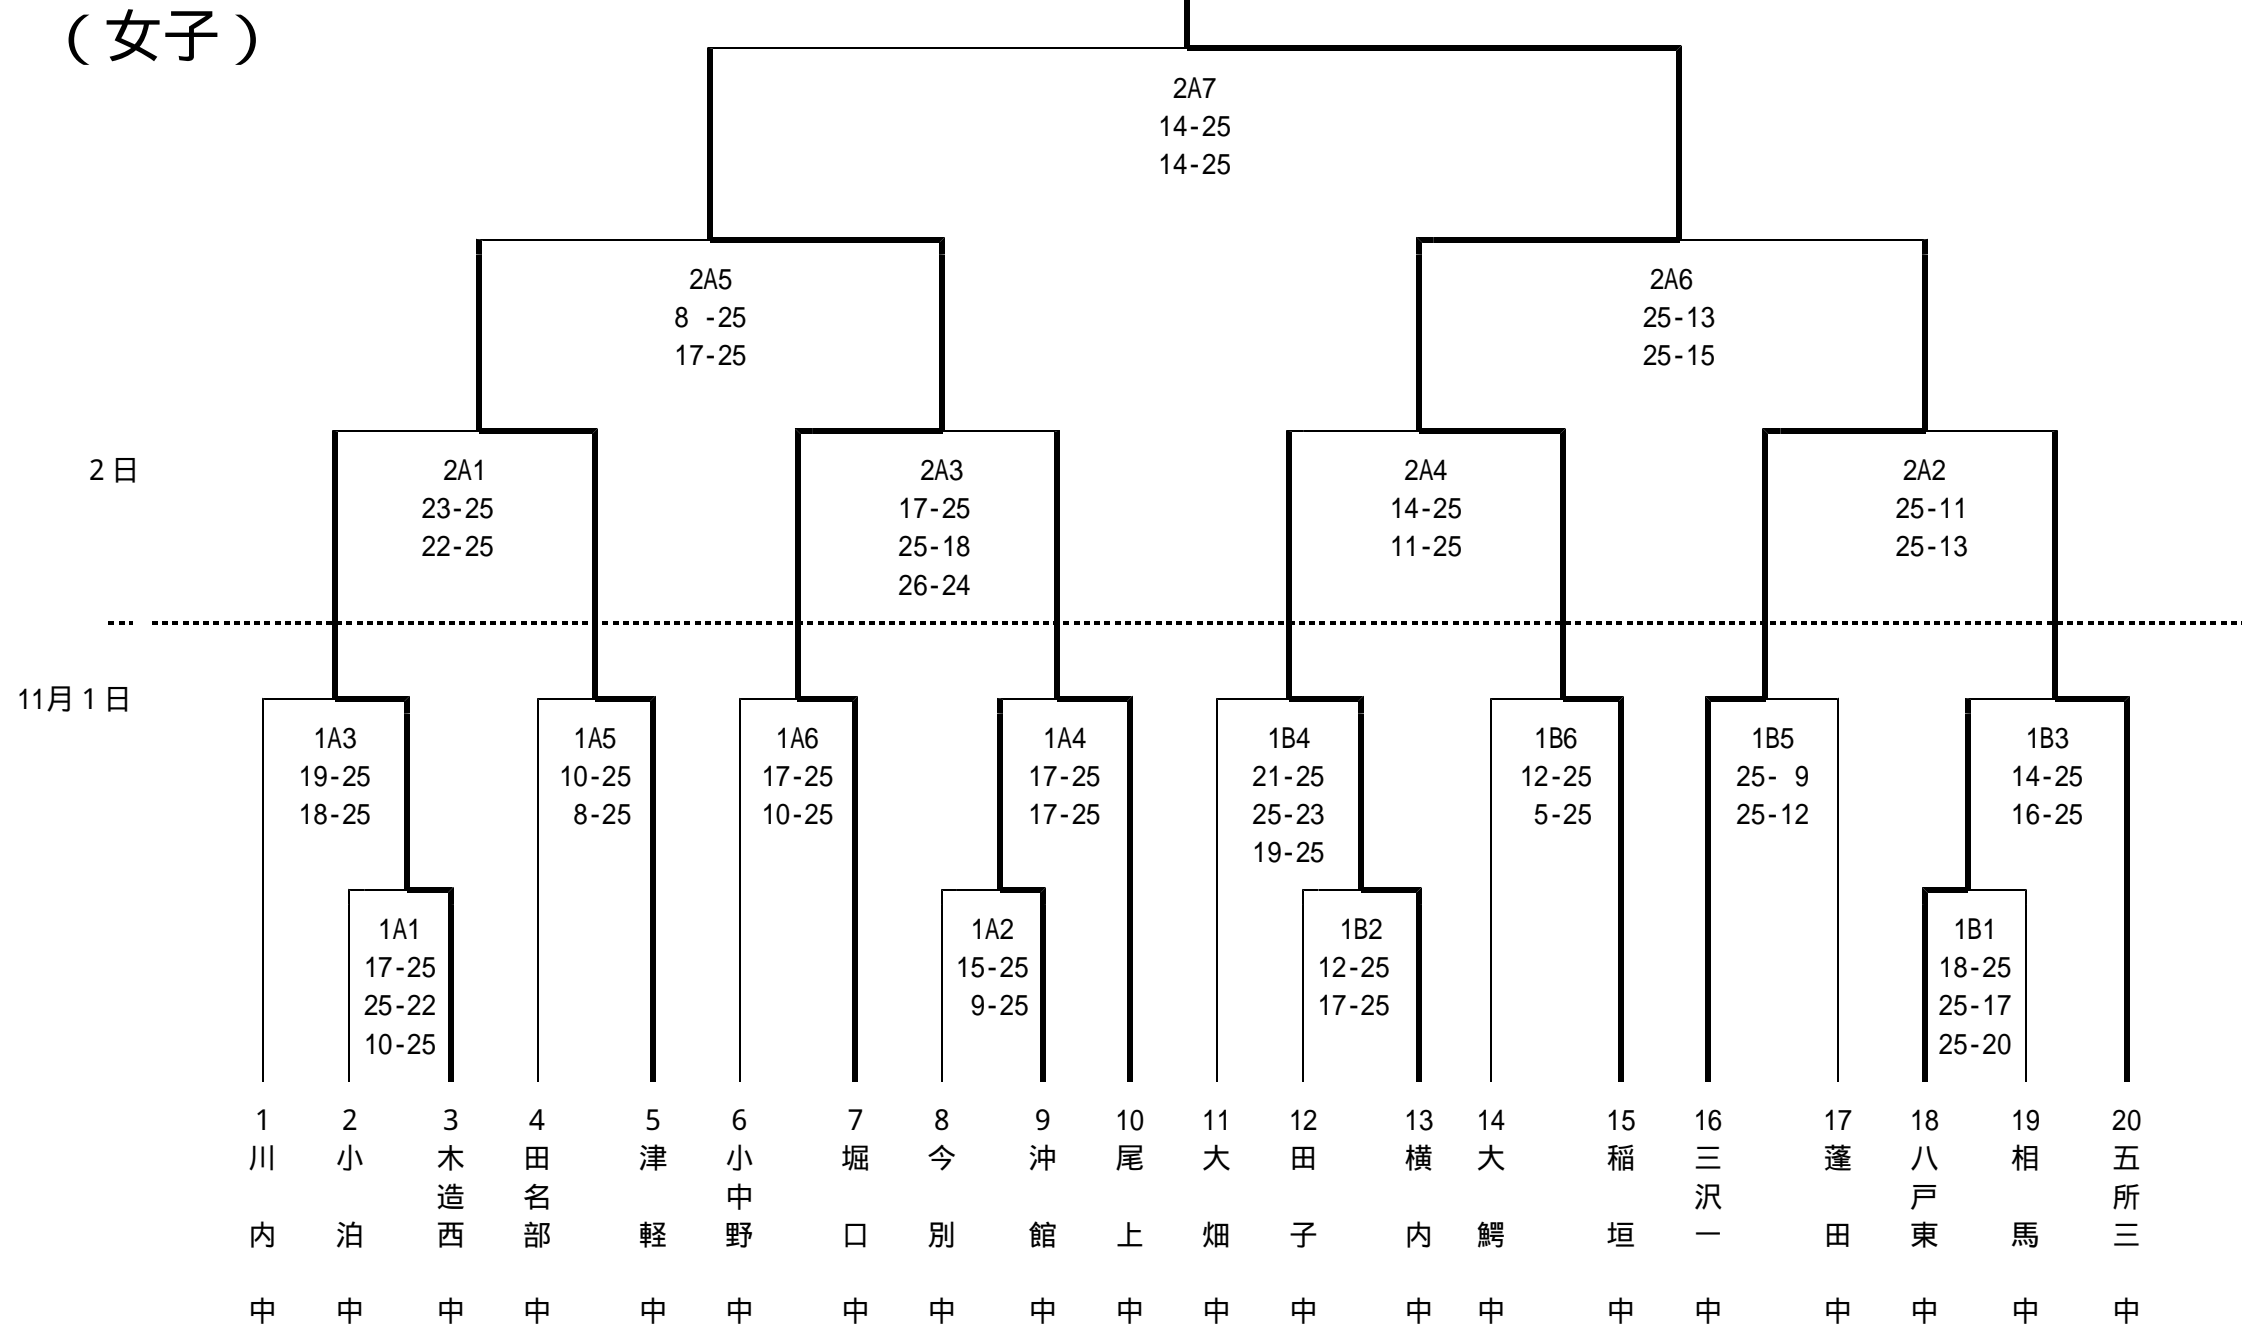 （女子）
2A7
14-25
14-25
2A5
8 -25
17-25
2A6
25-13
25-15
2日
2A1
23-25
22-25
2A3
17-25
25-18
26-24
2A4
14-25
11-25
2A2
25-11
25-13
11月1日
1A3
19-25
18-25
1A5
10-25
8-25
1A6
17-25
10-25
1A4
17-25
17-25
1B4
21-25
25-23
19-25
1B6
12-25
5-25
1B5
25- 9
25-12
1B3
14-25
16-25
1A1
17-25
25-22
10-25
1A2
15-25
9-25
1B2
12-25
17-25
1B1
18-25
25-17
25-20
1
川内中
2
小泊中
3
木造西中
4
田名部中
5
津軽中
6
小中野中
7
堀口中
8
今別中
9
沖館中
10
尾上中
11
大畑中
12
田子中
13
横内中
14
大鰐中
15
稲垣中
16
三沢一中
17
蓬田中
18
八戸東中
19
相馬中
20
五所三中